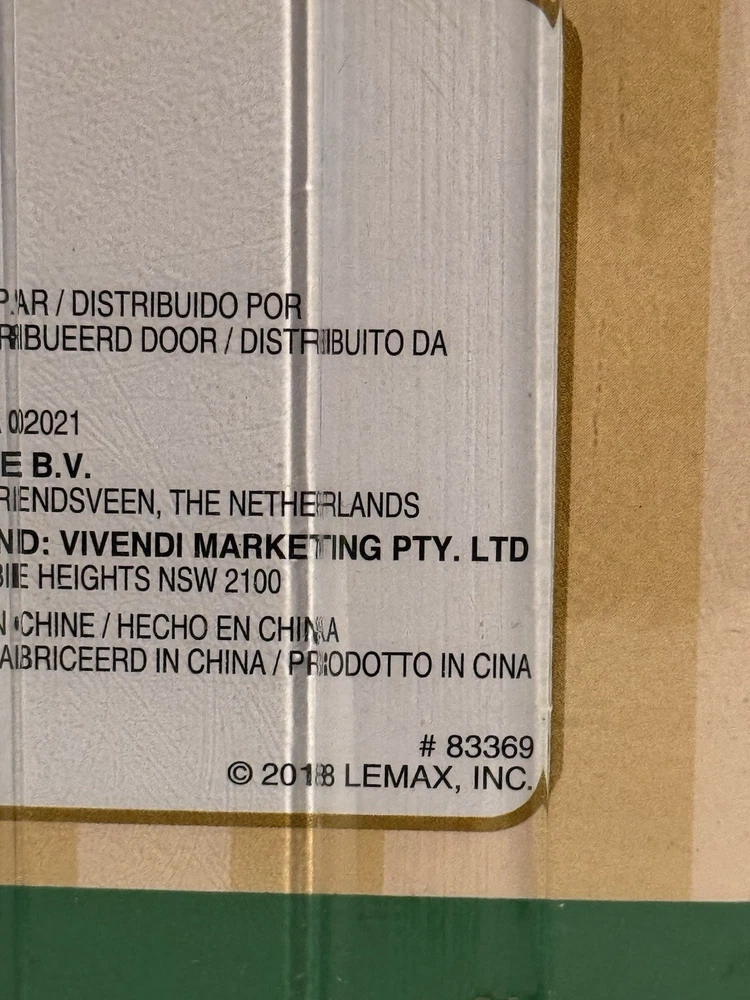 PAR / DISTRIBUIDO POR
RIBUEERD DOOR / DISTRIBUITO DA
02021
E B.V.
RIENDSVEEN, THE NETHERLANDS
ND: VIVENDI MARKETING PTY. LTD
BIE HEIGHTS NSW 2100
N CHINE / HECHO EN CHINA
ABRICEERD IN CHINA / PRODOTTO IN CINA
# 83369
© 2018 LEMAX, INC.